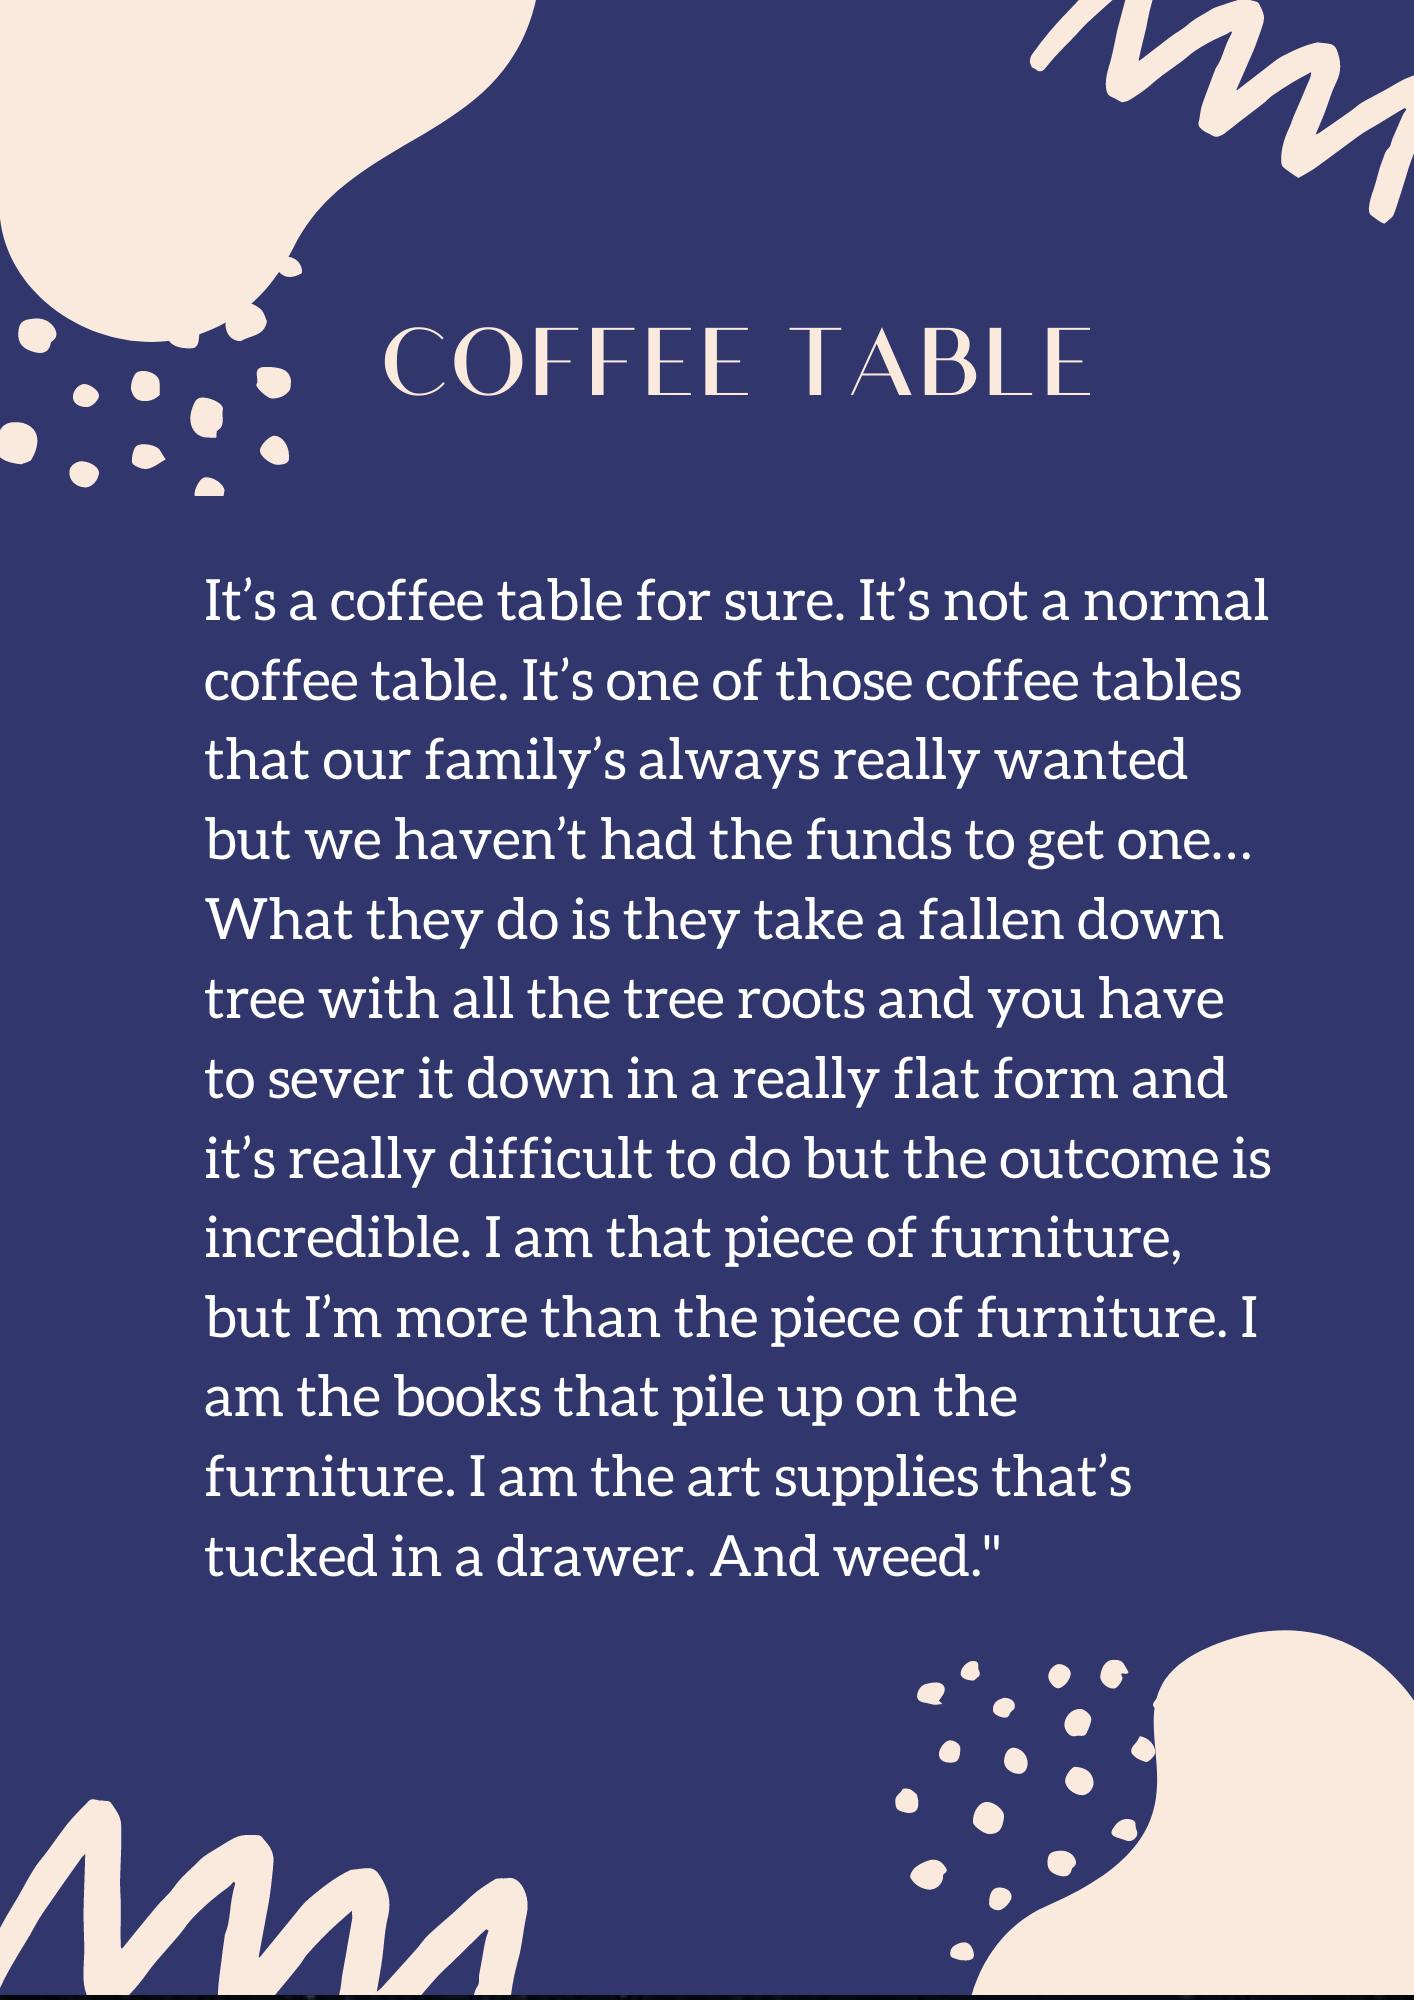 COFFEE TABLE
It’s a coffee table for sure. It’s not a normal
coffee table. It’s one of those coffee tables
that our family’s always really wanted
but we haven’t had the funds to get one...
What they do is they take a fallen down
tree with all the tree roots and you have
to sever it down in a really flat form and
it’s really difficult to do but the outcome is
incredible. I am that piece of furniture,
but I’m more than the piece of furniture. I
am the books that pile up on the
furniture. I am the art supplies that’s
tucked in a drawer. And weed."